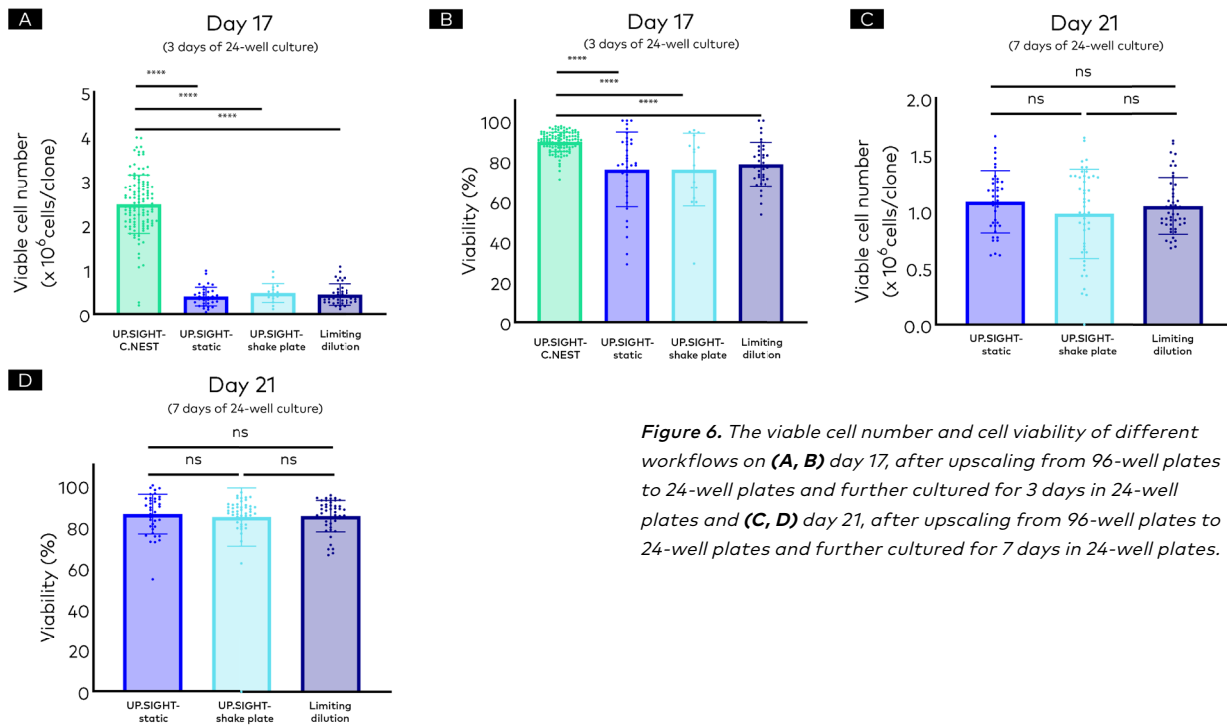 A
Day 17
(3 days of 24-well culture)
****
****
****
Viable cell number
(x 10⁶cells/clone)
5
4
3
2
1
0
UP.SIGHT-
C.NEST
UP.SIGHT-
static
UP.SIGHT-
shake plate
Limiting
dilution
B
Day 17
(3 days of 24-well culture)
****
****
****
Viability (%)
100
80
60
40
20
0
UP.SIGHT-
C.NEST
UP.SIGHT-
static
UP.SIGHT-
shake plate
Limiting
dilution
C
Day 21
(7 days of 24-well culture)
ns
ns
ns
Viable cell number
(x 10⁶cells/clone)
2.0
1.5
1.0
0.5
0.0
UP.SIGHT-
static
UP.SIGHT-
shake plate
Limiting
dilution
D
Day 21
(7 days of 24-well culture)
ns
ns
ns
Viability (%)
100
80
60
40
20
0
UP.SIGHT-
static
UP.SIGHT-
shake plate
Limiting
dilution
Figure 6. The viable cell number and cell viability of different
workflows on (A, B) day 17, after upscaling from 96-well plates
to 24-well plates and further cultured for 3 days in 24-well
plates and (C, D) day 21, after upscaling from 96-well plates to
24-well plates and further cultured for 7 days in 24-well plates.